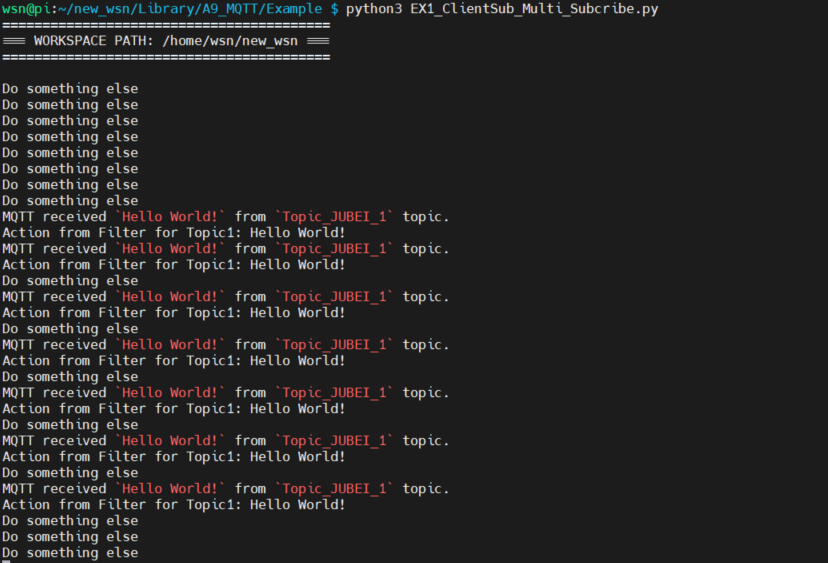 wsn@pi:~/new_wsn/Library/A9_MQTT/Example $ python3 EX1_ClientSub_Multi_Subcribe.py
=========================================
=== WORKSPACE PATH: /home/wsn/new_wsn ===
=========================================
Do something else
Do something else
Do something else
Do something else
Do something else
Do something else
Do something else
Do something else
MQTT received `Hello World!` from `Topic_JUBEI_1` topic.
Action from Filter for Topic1: Hello World!
MQTT received `Hello World!` from `Topic_JUBEI_1` topic.
Action from Filter for Topic1: Hello World!
Do something else
MQTT received `Hello World!` from `Topic_JUBEI_1` topic.
Action from Filter for Topic1: Hello World!
Do something else
MQTT received `Hello World!` from `Topic_JUBEI_1` topic.
Action from Filter for Topic1: Hello World!
Do something else
MQTT received `Hello World!` from `Topic_JUBEI_1` topic.
Action from Filter for Topic1: Hello World!
Do something else
MQTT received `Hello World!` from `Topic_JUBEI_1` topic.
Action from Filter for Topic1: Hello World!
Do something else
MQTT received `Hello World!` from `Topic_JUBEI_1` topic.
Action from Filter for Topic1: Hello World!
Do something else
Do something else
Do something else